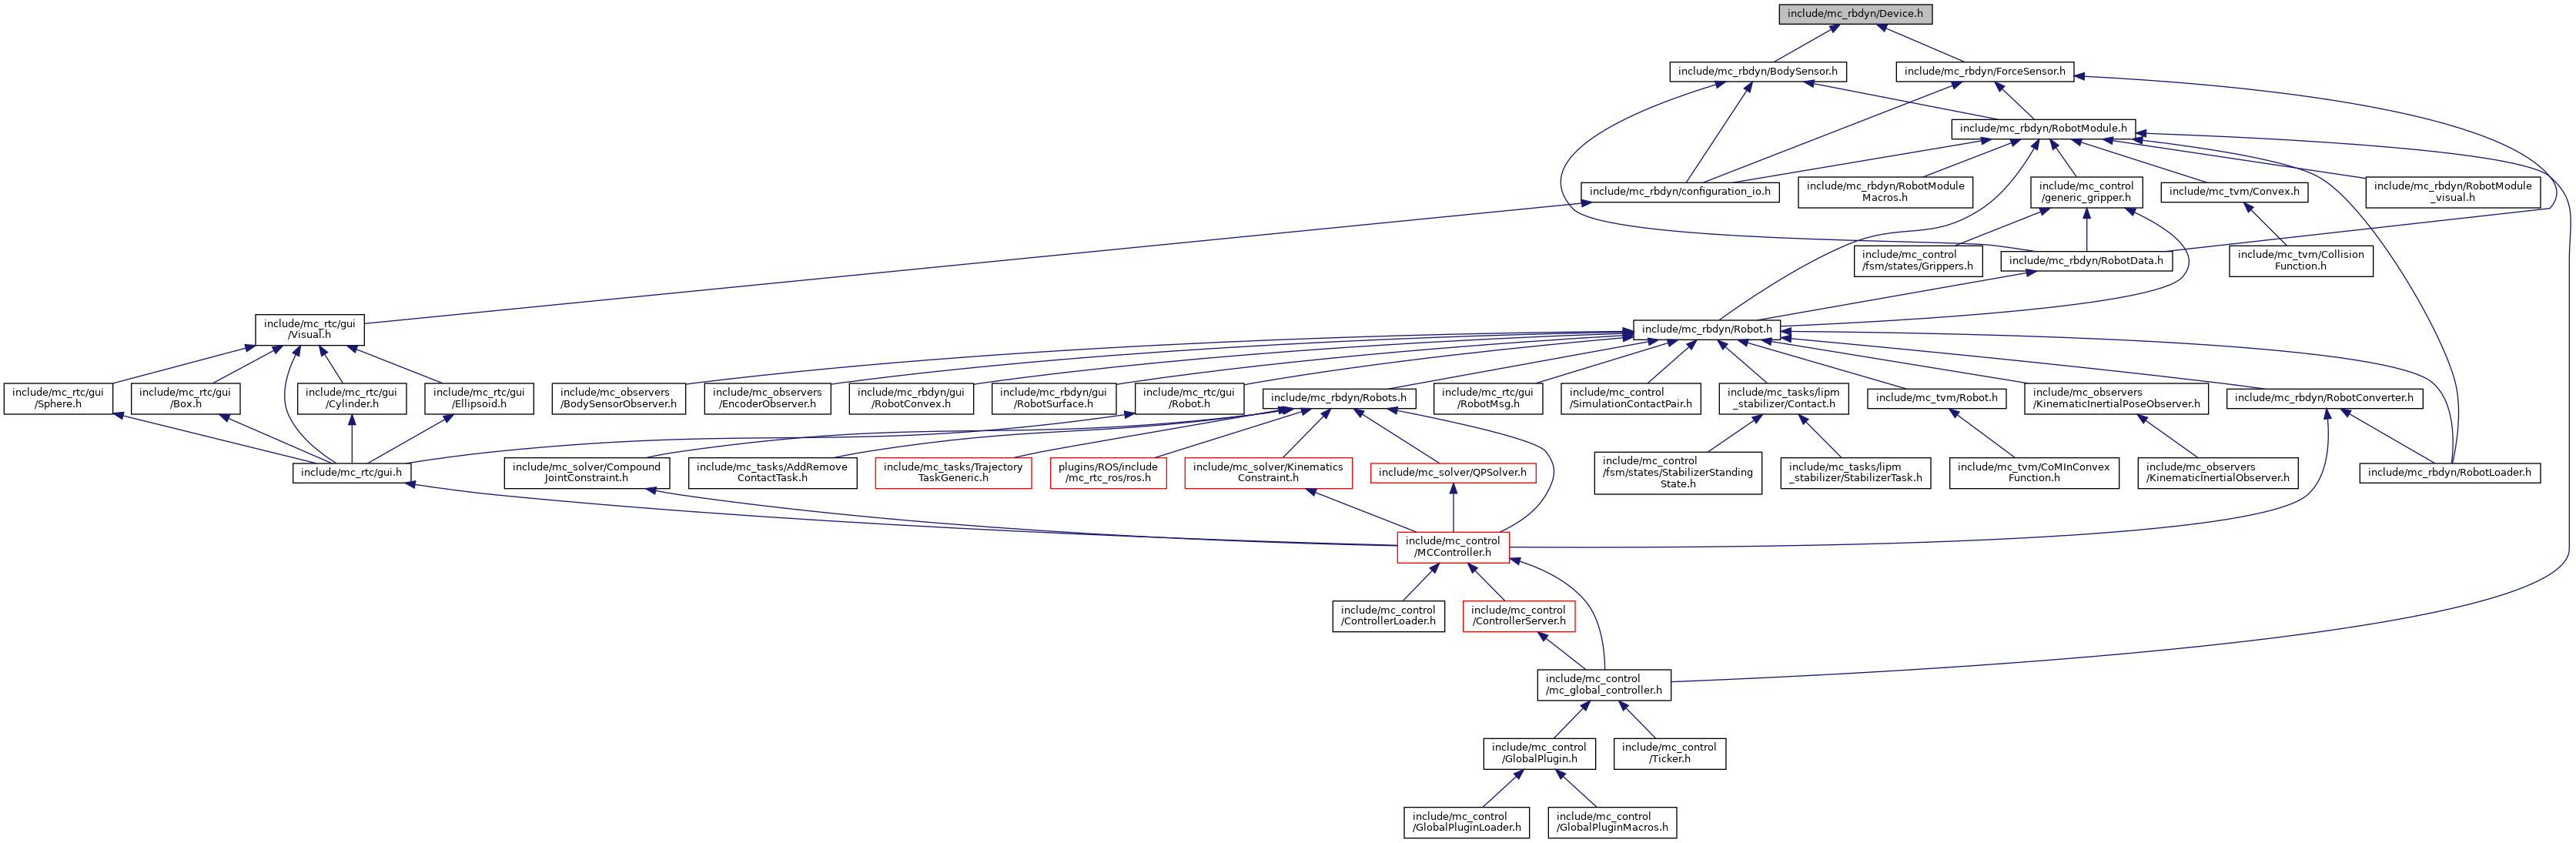 include/mc_rbdyn/Device.h
include/mc_rbdyn/BodySensor.h
include/mc_rbdyn/ForceSensor.h
include/mc_rbdyn/RobotModule.h
include/mc_rbdyn/configuration_io.h
include/mc_rbdyn/RobotModule
Macros.h
include/mc_control
/generic_gripper.h
include/mc_tvm/Convex.h
include/mc_rbdyn/RobotModule
_visual.h
include/mc_control
/fsm/states/Grippers.h
include/mc_rbdyn/RobotData.h
include/mc_tvm/Collision
Function.h
include/mc_rtc/gui
/Visual.h
include/mc_rbdyn/Robot.h
include/mc_rtc/gui
/Sphere.h
include/mc_rtc/gui
/Box.h
include/mc_rtc/gui
/Cylinder.h
include/mc_rtc/gui
/Ellipsoid.h
include/mc_observers
/BodySensorObserver.h
include/mc_observers
/EncoderObserver.h
include/mc_rbdyn/gui
/RobotConvex.h
include/mc_rbdyn/gui
/RobotSurface.h
include/mc_rtc/gui
/Robot.h
include/mc_rbdyn/Robots.h
include/mc_rtc/gui
/RobotMsg.h
include/mc_control
/SimulationContactPair.h
include/mc_tasks/lipm
_stabilizer/Contact.h
include/mc_tvm/Robot.h
include/mc_observers
/KinematicInertialPoseObserver.h
include/mc_rbdyn/RobotConverter.h
include/mc_rtc/gui.h
include/mc_solver/Compound
JointConstraint.h
include/mc_tasks/AddRemove
ContactTask.h
include/mc_tasks/Trajectory
TaskGeneric.h
plugins/ROS/include
/mc_rtc_ros/ros.h
include/mc_solver/Kinematics
Constraint.h
include/mc_solver/QPSolver.h
include/mc_control
/fsm/states/StabilizerStanding
State.h
include/mc_tasks/lipm
_stabilizer/StabilizerTask.h
include/mc_tvm/CoMInConvex
Function.h
include/mc_observers
/KinematicInertialObserver.h
include/mc_rbdyn/RobotLoader.h
include/mc_control
/MCController.h
include/mc_control
/ControllerLoader.h
include/mc_control
/ControllerServer.h
include/mc_control
/mc_global_controller.h
include/mc_control
/GlobalPlugin.h
include/mc_control
/Ticker.h
include/mc_control
/GlobalPluginLoader.h
include/mc_control
/GlobalPluginMacros.h